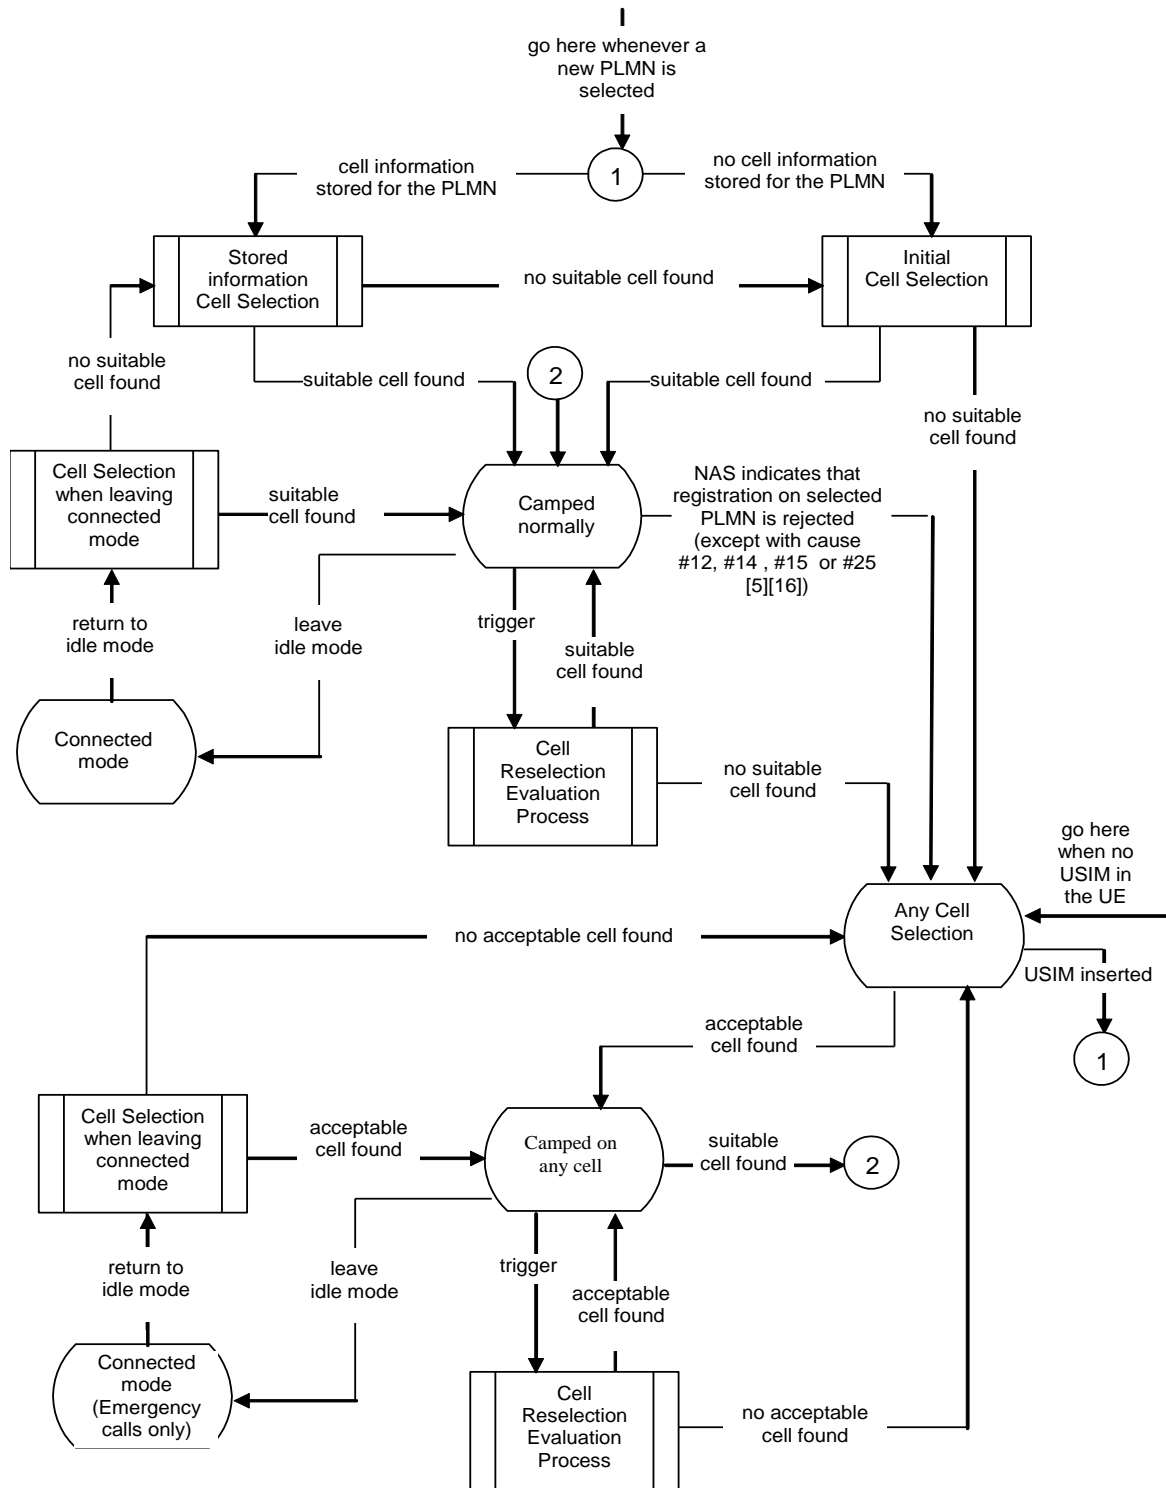 go here whenever a
new PLMN is
selected
1
cell information
stored for the PLMN
no cell information
stored for the PLMN
Stored
information
Cell Selection
no suitable cell found
Initial
Cell Selection
no suitable
cell found
suitable cell found
2
suitable cell found
no suitable
cell found
Cell Selection
when leaving
connected
mode
suitable
cell found
Camped
normally
NAS indicates that
registration on selected
PLMN is rejected
(except with cause
#12, #14 , #15 or #25
[5][16])
return to
idle mode
leave
idle mode
trigger
suitable
cell found
Connected
mode
Cell
Reselection
Evaluation
Process
no suitable
cell found
go here
when no
USIM in
the UE
Any Cell
Selection
no acceptable cell found
USIM inserted
1
acceptable
cell found
Cell Selection
when leaving
connected
mode
acceptable
cell found
Camped on
any cell
suitable
cell found
2
return to
idle mode
leave
idle mode
trigger
acceptable
cell found
Connected
mode
(Emergency
calls only)
Cell
Reselection
Evaluation
Process
no acceptable
cell found